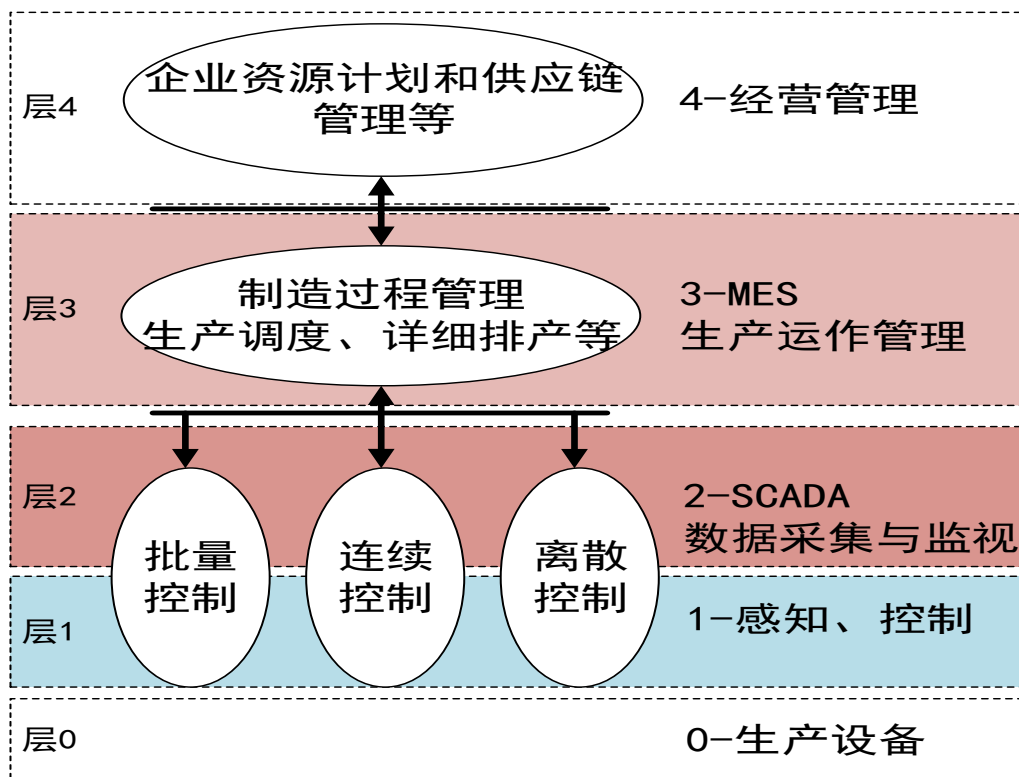 层4
企业资源计划和供应链
管理等
4-经营管理
层3
制造过程管理
生产调度、详细排产等
3-MES
生产运作管理
层2
2-SCADA
数据采集与监视
批量
控制
连续
控制
离散
控制
层1
1-感知、控制
层0
0-生产设备